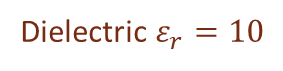 Dielectric 𝜀𝑟 = 10